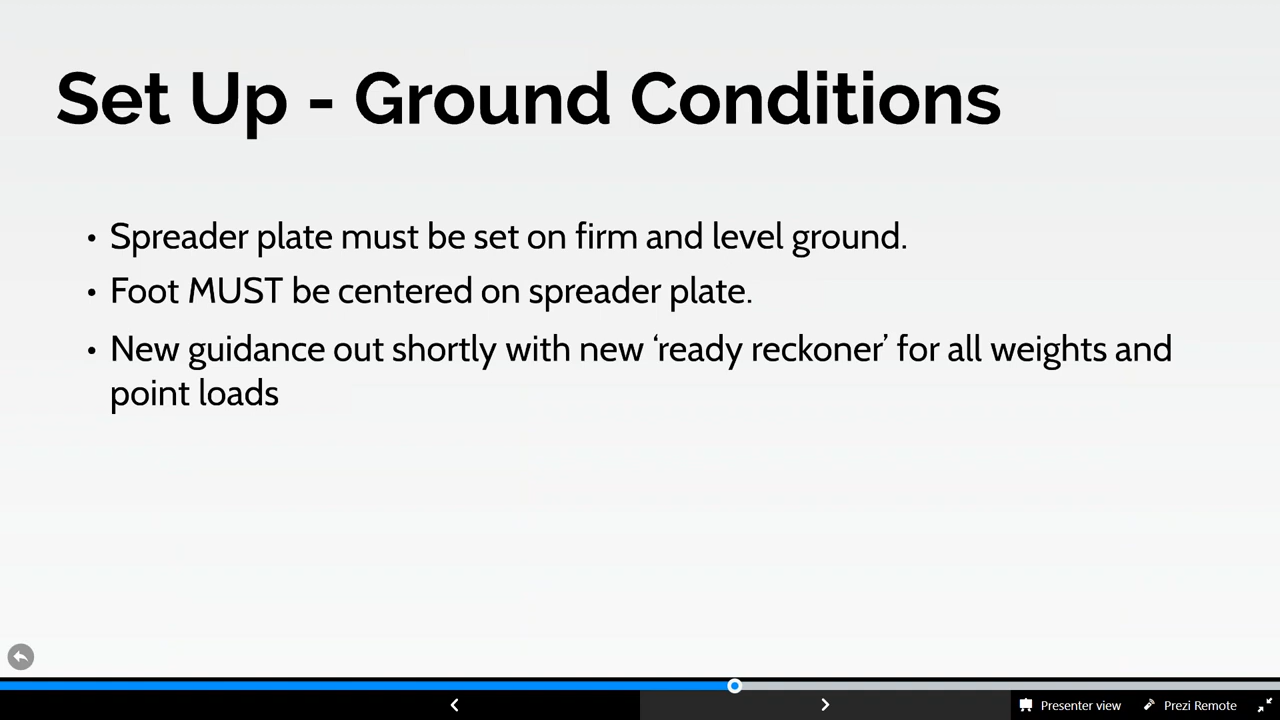 Set Up - Ground Conditions
• Spreader plate must be set on firm and level ground.
• Foot MUST be centered on spreader plate.
• New guidance out shortly with new ‘ready reckoner’ for all weights and
point loads
Presenter view
Prezi Remote